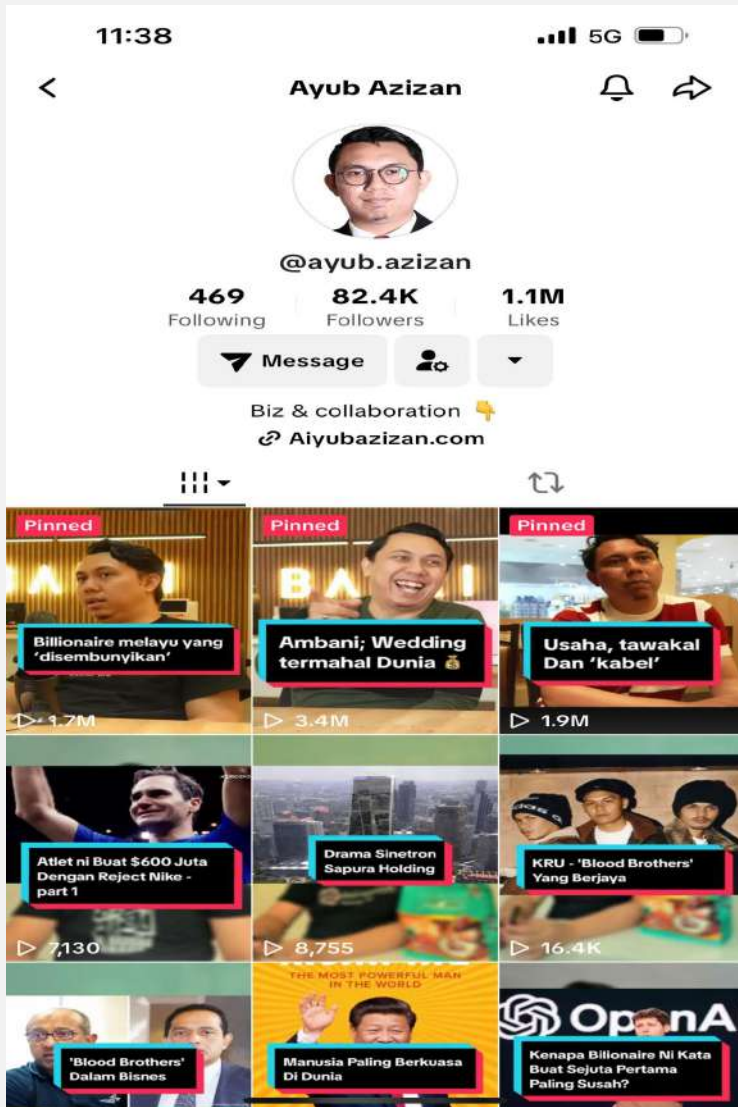 11:38
5G
Ayub Azizan
@ayub.azizan
469
82.4K
1.1M
Following
Followers
Likes
Message
Biz & collaboration 👇
Aiyubazizan.com
Pinned
Billionaire melayu yang
‘disembunyikan’
1.7M
Pinned
Ambani; Wedding
termahal Dunia 💰
3.4M
Pinned
Usaha, tawakal
Dan ‘kabel’
1.9M
Atlet ni Buat $600 Juta
Dengan Reject Nike -
part 1
7,130
Drama Sinetron
Sapura Holding
8,755
KRU - 'Blood Brothers'
Yang Berjaya
16.4K
'Blood Brothers'
Dalam Bisnes
THE MOST POWERFUL MAN
IN THE WORLD
Manusia Paling Berkuasa
Di Dunia
Kenapa Bilionaire Ni Kata
Buat Sejuta Pertama
Paling Susah?